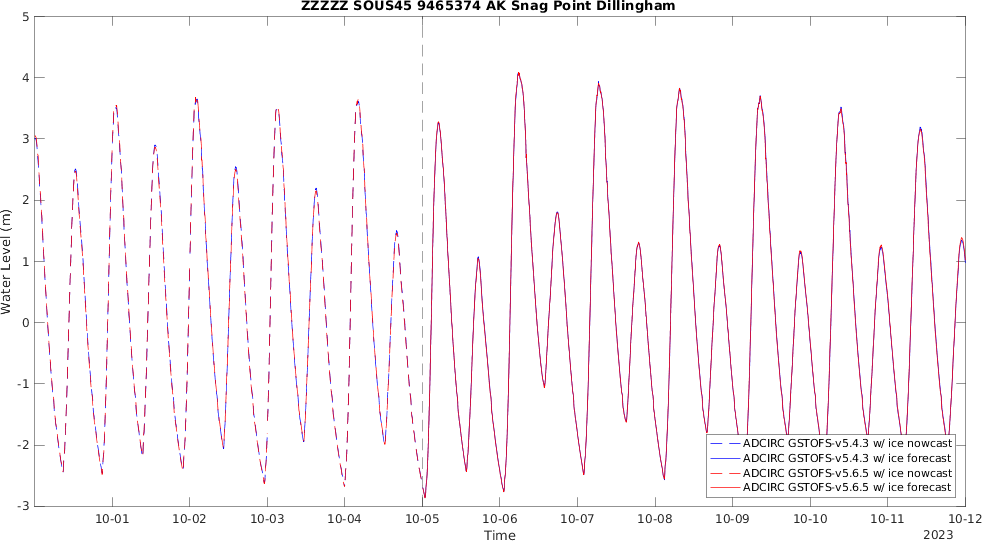 ZZZZZ SOUS45 9465374 AK Snag Point Dillingham
5
4
3
2
1
0
-1
-2
-3
Water Level (m)
ADCIRC GSTOFS-v5.4.3 w/ ice nowcast
ADCIRC GSTOFS-v5.4.3 w/ ice forecast
ADCIRC GSTOFS-v5.6.5 w/ ice nowcast
ADCIRC GSTOFS-v5.6.5 w/ ice forecast
10-01 10-02 10-03 10-04 10-05 10-06 10-07 10-08 10-09 10-10 10-11 10-12
Time
2023